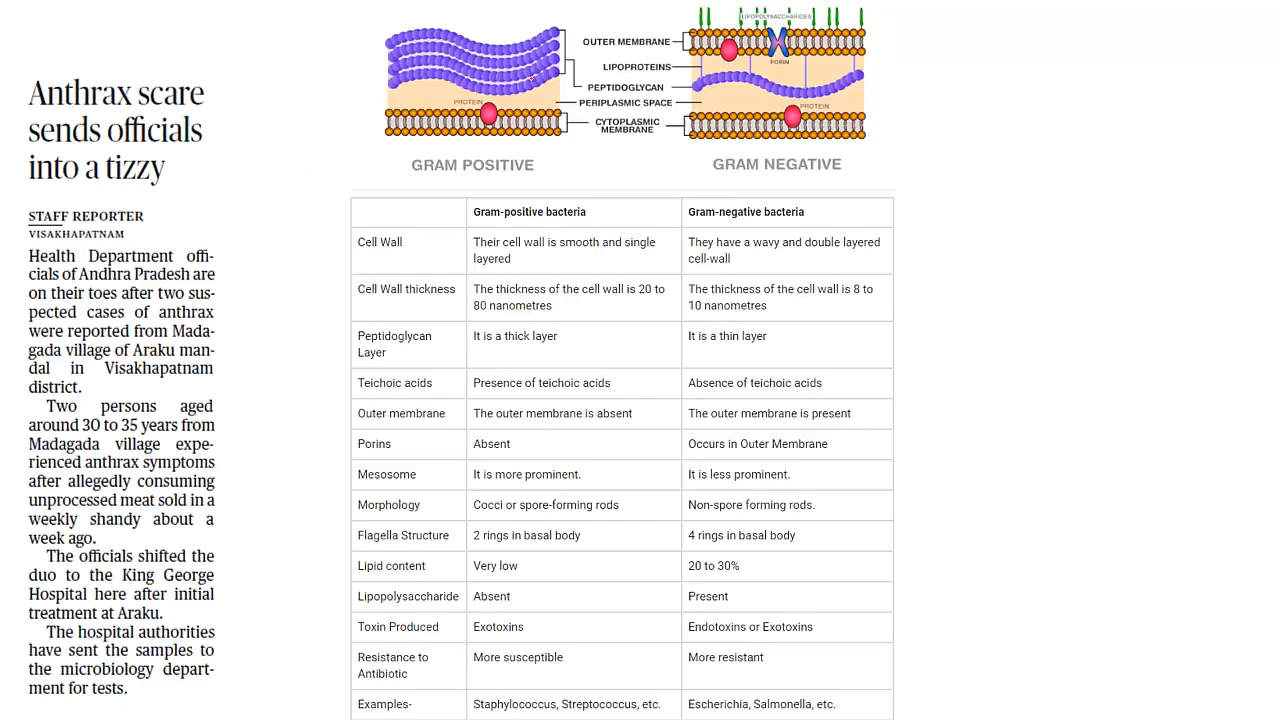 Anthrax scare
sends officials
into a tizzy
STAFF REPORTER
VISAKHAPATNAM
Health Department offi-
cials of Andhra Pradesh are
on their toes after two sus-
pected cases of anthrax
were reported from Mada-
gada village of Araku man-
dal in Visakhapatnam
district.
Two persons aged
around 30 to 35 years from
Madagada village expe-
rienced anthrax symptoms
after allegedly consuming
unprocessed meat sold in a
weekly shandy about a
week ago.
The officials shifted the
duo to the King George
Hospital here after initial
treatment at Araku.
The hospital authorities
have sent the samples to
the microbiology depart-
ment for tests.
LIPOPOLYSACCHARIDES
OUTER MEMBRANE
PORIN
LIPOPROTEINS
PEPTIDOGLYCAN
PROTEIN
PERIPLASMIC SPACE
PROTEIN
CYTOPLASMIC
MEMBRANE
GRAM POSITIVE
GRAM NEGATIVE
Gram-positive bacteria
Gram-negative bacteria
Cell Wall
Their cell wall is smooth and single
layered
They have a wavy and double layered
cell-wall
Cell Wall thickness
The thickness of the cell wall is 20 to
80 nanometres
The thickness of the cell wall is 8 to
10 nanometres
Peptidoglycan
Layer
It is a thick layer
It is a thin layer
Teichoic acids
Presence of teichoic acids
Absence of teichoic acids
Outer membrane
The outer membrane is absent
The outer membrane is present
Porins
Absent
Occurs in Outer Membrane
Mesosome
It is more prominent.
It is less prominent.
Morphology
Cocci or spore-forming rods
Non-spore forming rods.
Flagella Structure
2 rings in basal body
4 rings in basal body
Lipid content
Very low
20 to 30%
Lipopolysaccharide
Absent
Present
Toxin Produced
Exotoxins
Endotoxins or Exotoxins
Resistance to
Antibiotic
More susceptible
More resistant
Examples-
Staphylococcus, Streptococcus, etc.
Escherichia, Salmonella, etc.